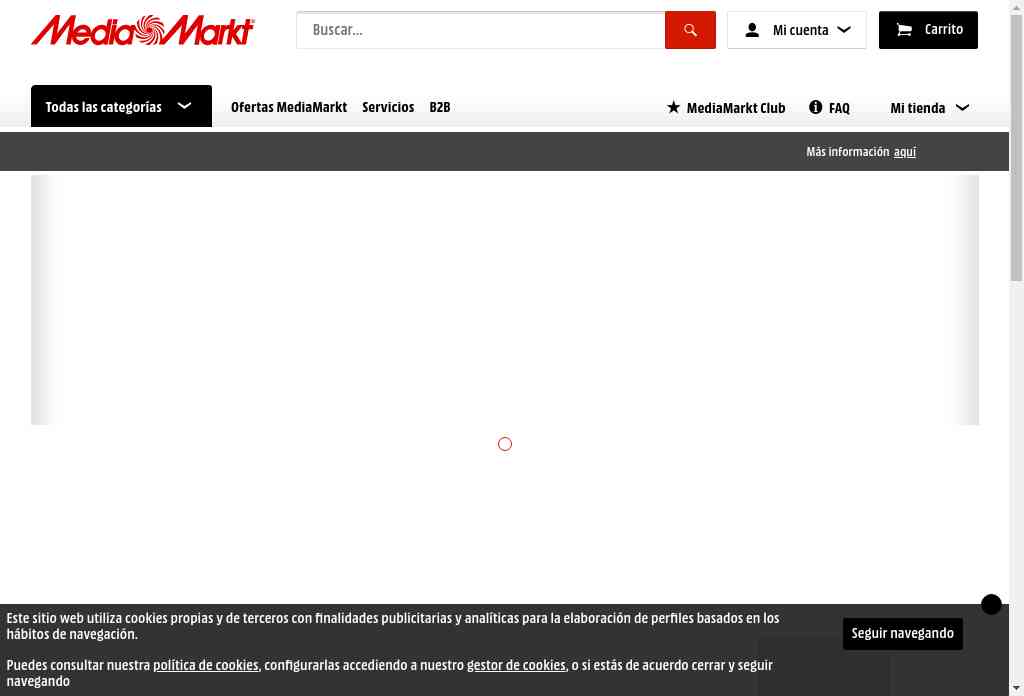 MediaMarkt
Buscar...
Mi cuenta
Carrito
Todas las categorías
Ofertas MediaMarkt
Servicios
B2B
MediaMarkt Club
FAQ
Mi tienda
Más información aquí
Este sitio web utiliza cookies propias y de terceros con finalidades publicitarias y analíticas para la elaboración de perfiles basados en los
hábitos de navegación.
Puedes consultar nuestra política de cookies, configurarlas accediendo a nuestro gestor de cookies, o si estás de acuerdo cerrar y seguir
navegando
Seguir navegando